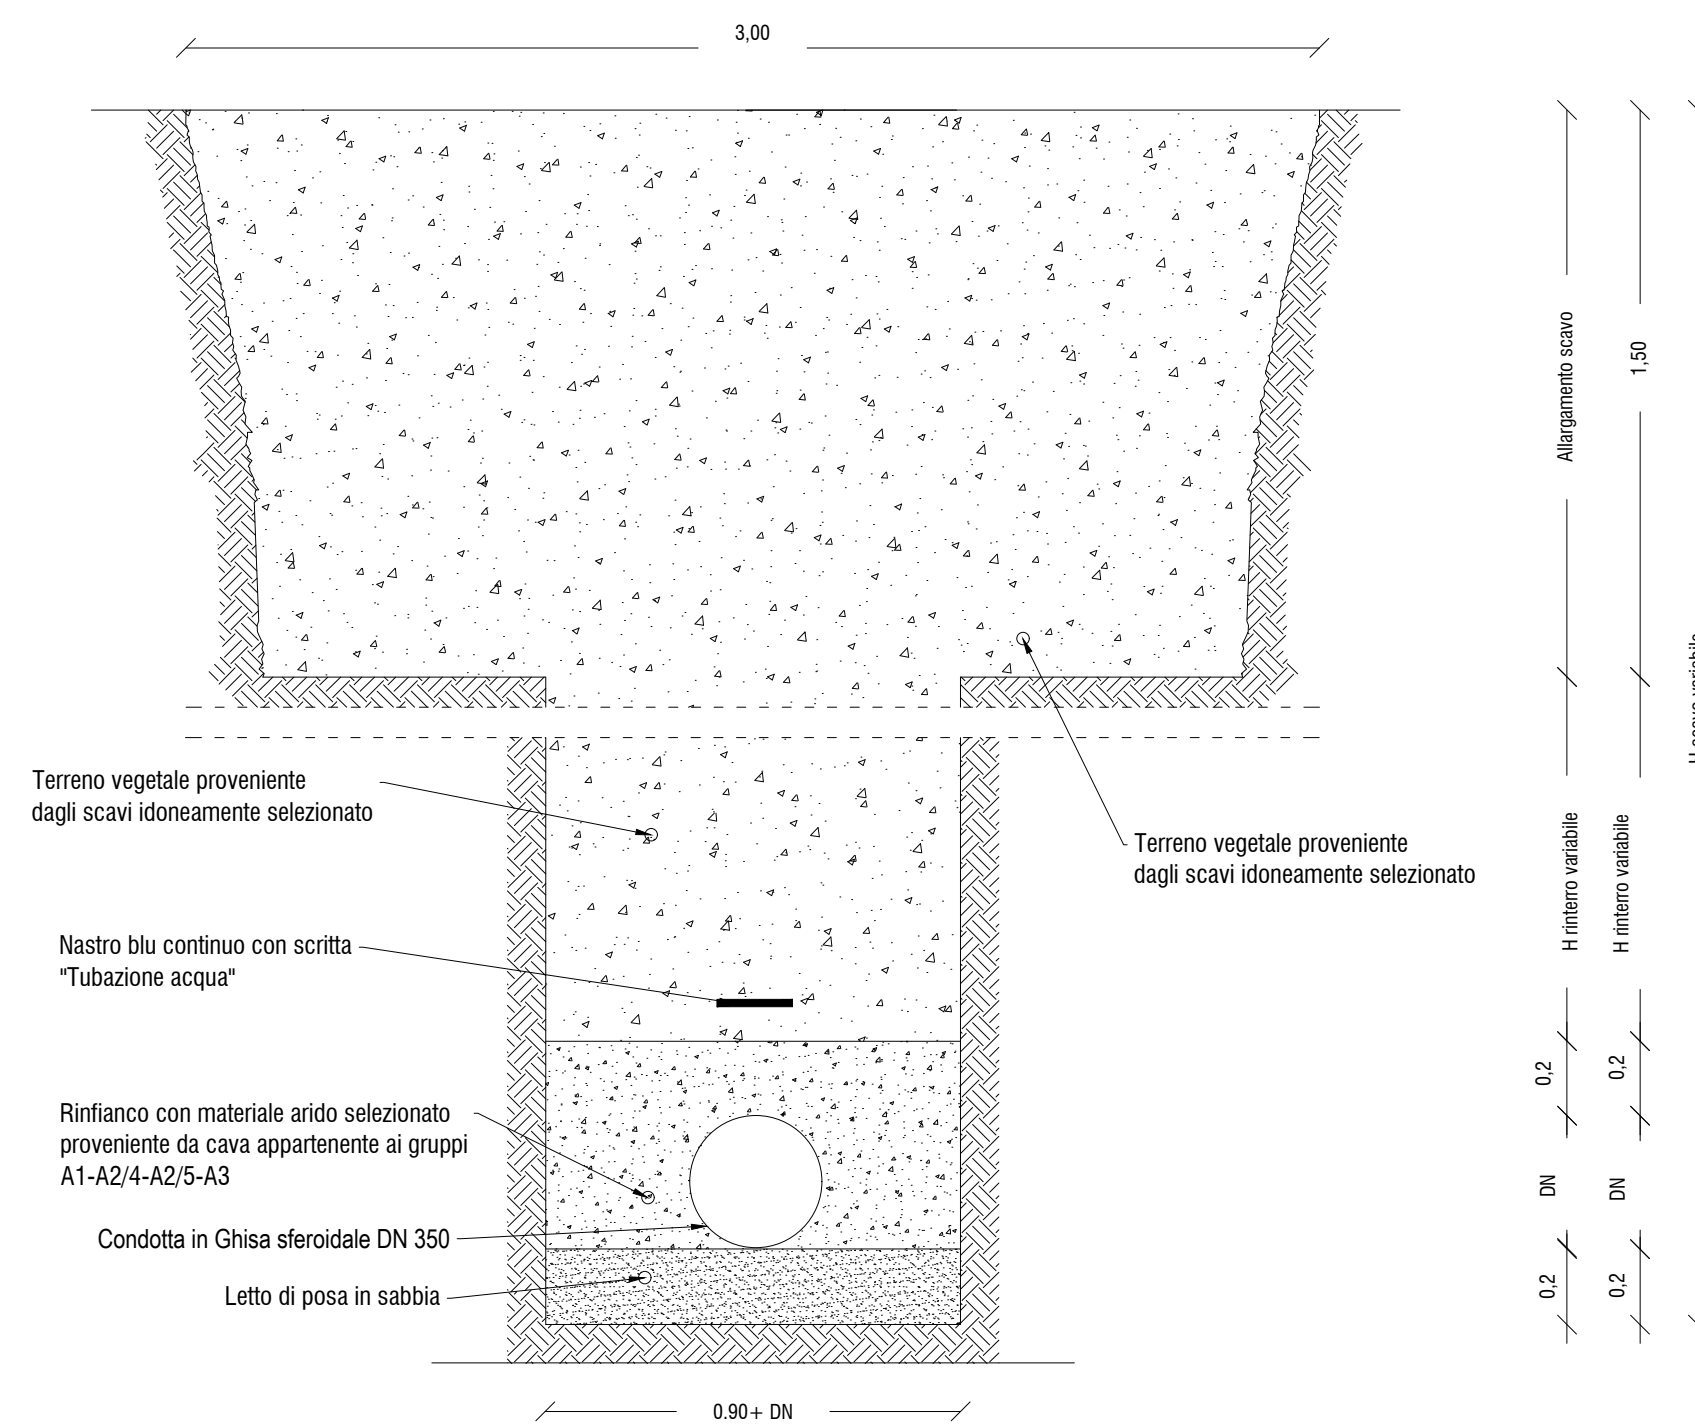 3,00
Allargamento scavo
1,50
Terreno vegetale proveniente
dagli scavi idoneamente selezionato
Terreno vegetale proveniente
dagli scavi idoneamente selezionato
H rinterro variabile
H rinterro variabile
Nastro blu continuo con scritta
"Tubazione acqua"
0,2
0,2
Rinfianco con materiale arido selezionato
proveniente da cava appartenente ai gruppi
A1-A2/4-A2/5-A3
DN
DN
Condotta in Ghisa sferoidale DN 350
Letto di posa in sabbia
0,2
0,2
0.90+ DN